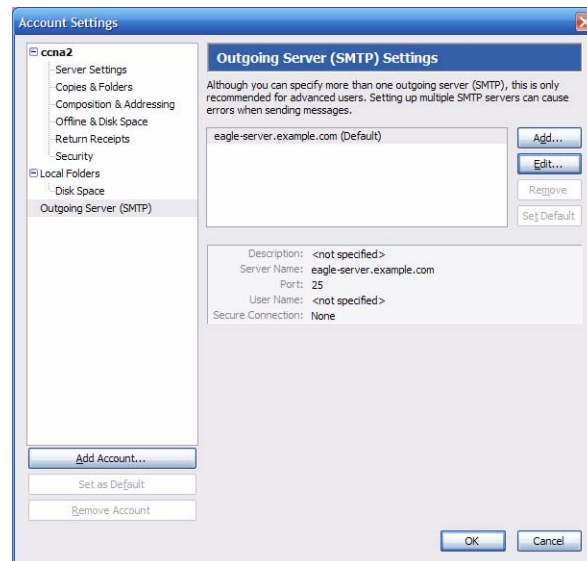 Account Settings
ccna2
Server Settings
Copies & Folders
Composition & Addressing
Offline & Disk Space
Return Receipts
Security
Local Folders
Disk Space
Outgoing Server (SMTP)
Add Account...
Set as Default
Remove Account
Outgoing Server (SMTP) Settings
Although you can specify more than one outgoing server (SMTP), this is only
recommended for advanced users. Setting up multiple SMTP servers can cause
errors when sending messages.
eagle-server.example.com (Default)
Add...
Edit...
Remove
Set Default
Description: <not specified>
Server Name: eagle-server.example.com
Port: 25
User Name: <not specified>
Secure Connection: None
OK
Cancel